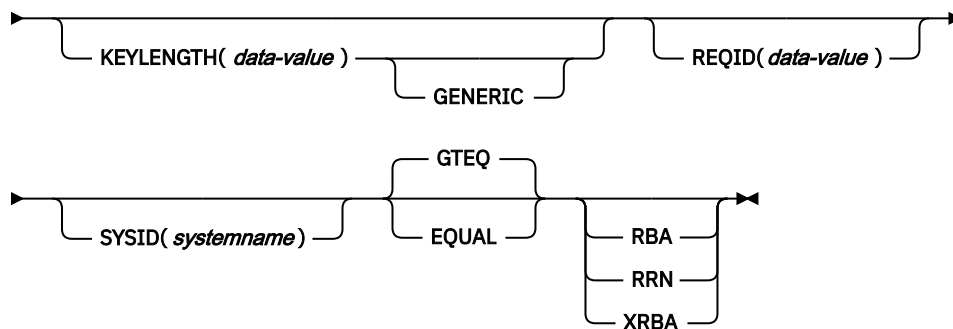 KEYLENGTH( data-value ) REQID( data-value )
GENERIC
GTEQ
SYSID( systemname ) EQUAL RBA
RRN
XRBA